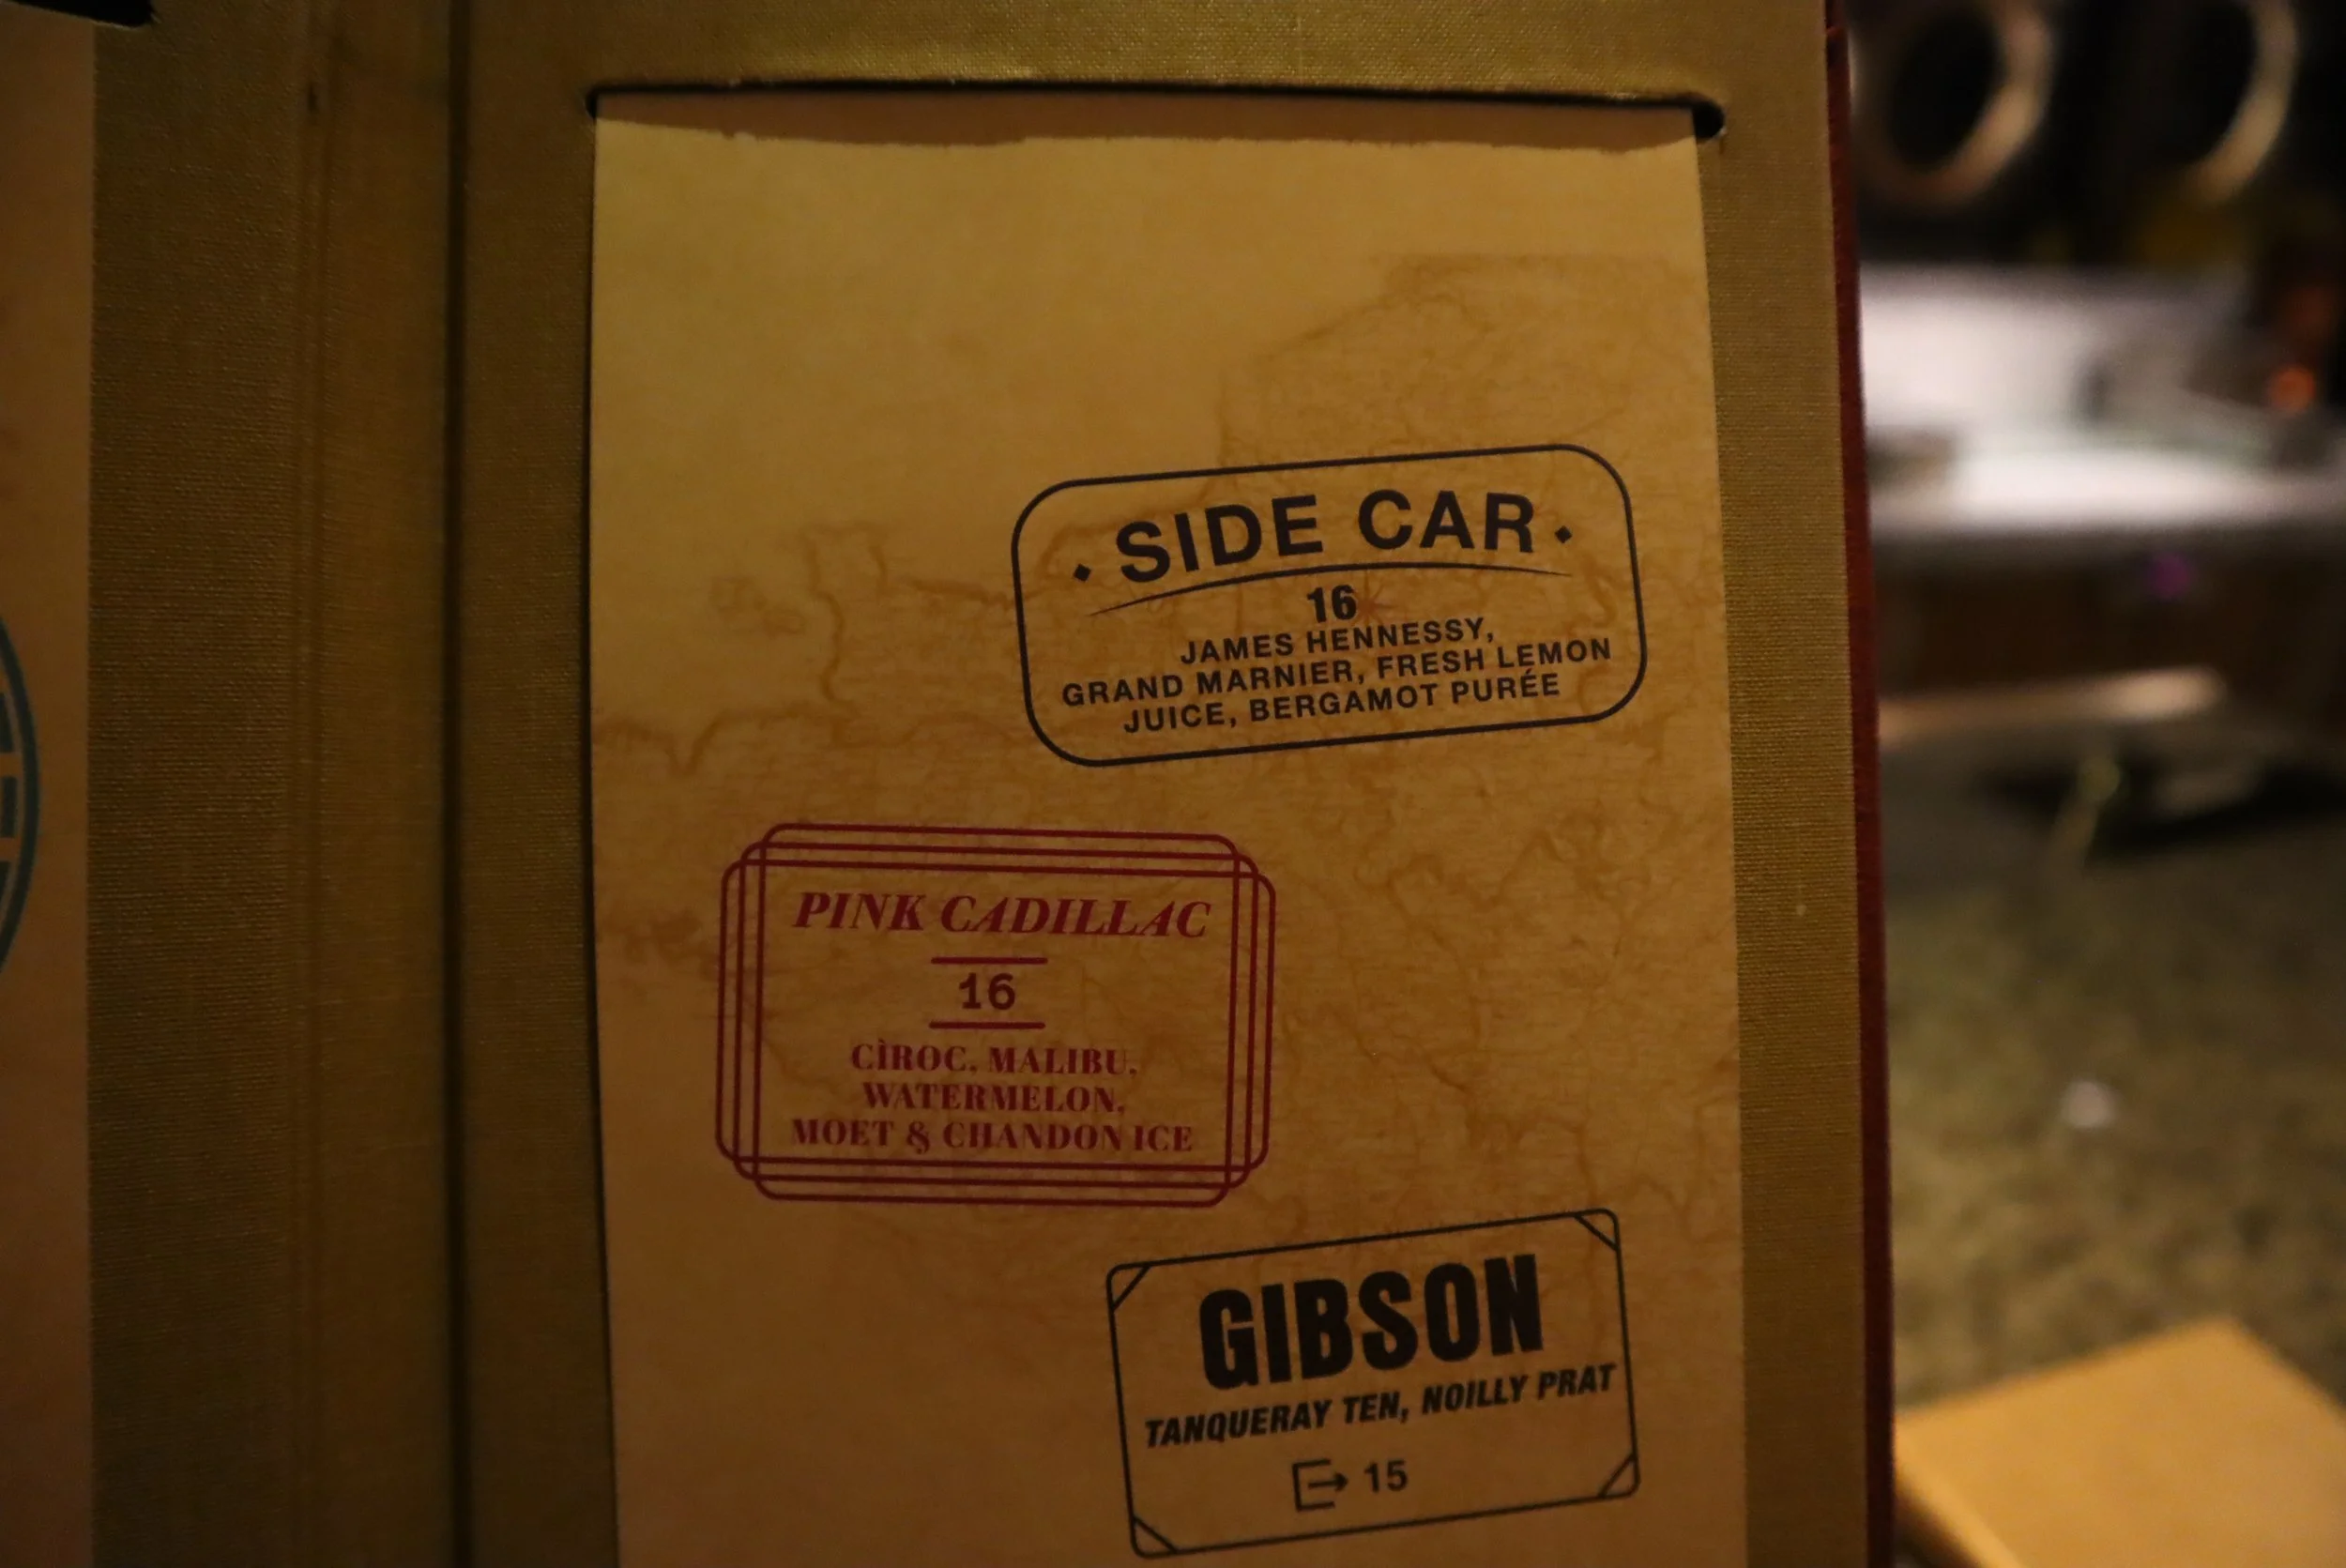 SIDE CAR
16
JAMES HENNESSY,
GRAND MARNIER, FRESH LEMON
JUICE, BERGAMOT PURÉE
PINK CADILLAC
16
CÌROC, MALIBU,
WATERMELON,
MOET & CHANDON ICE
GIBSON
TANQUERAY TEN, NOILLY PRAT
15